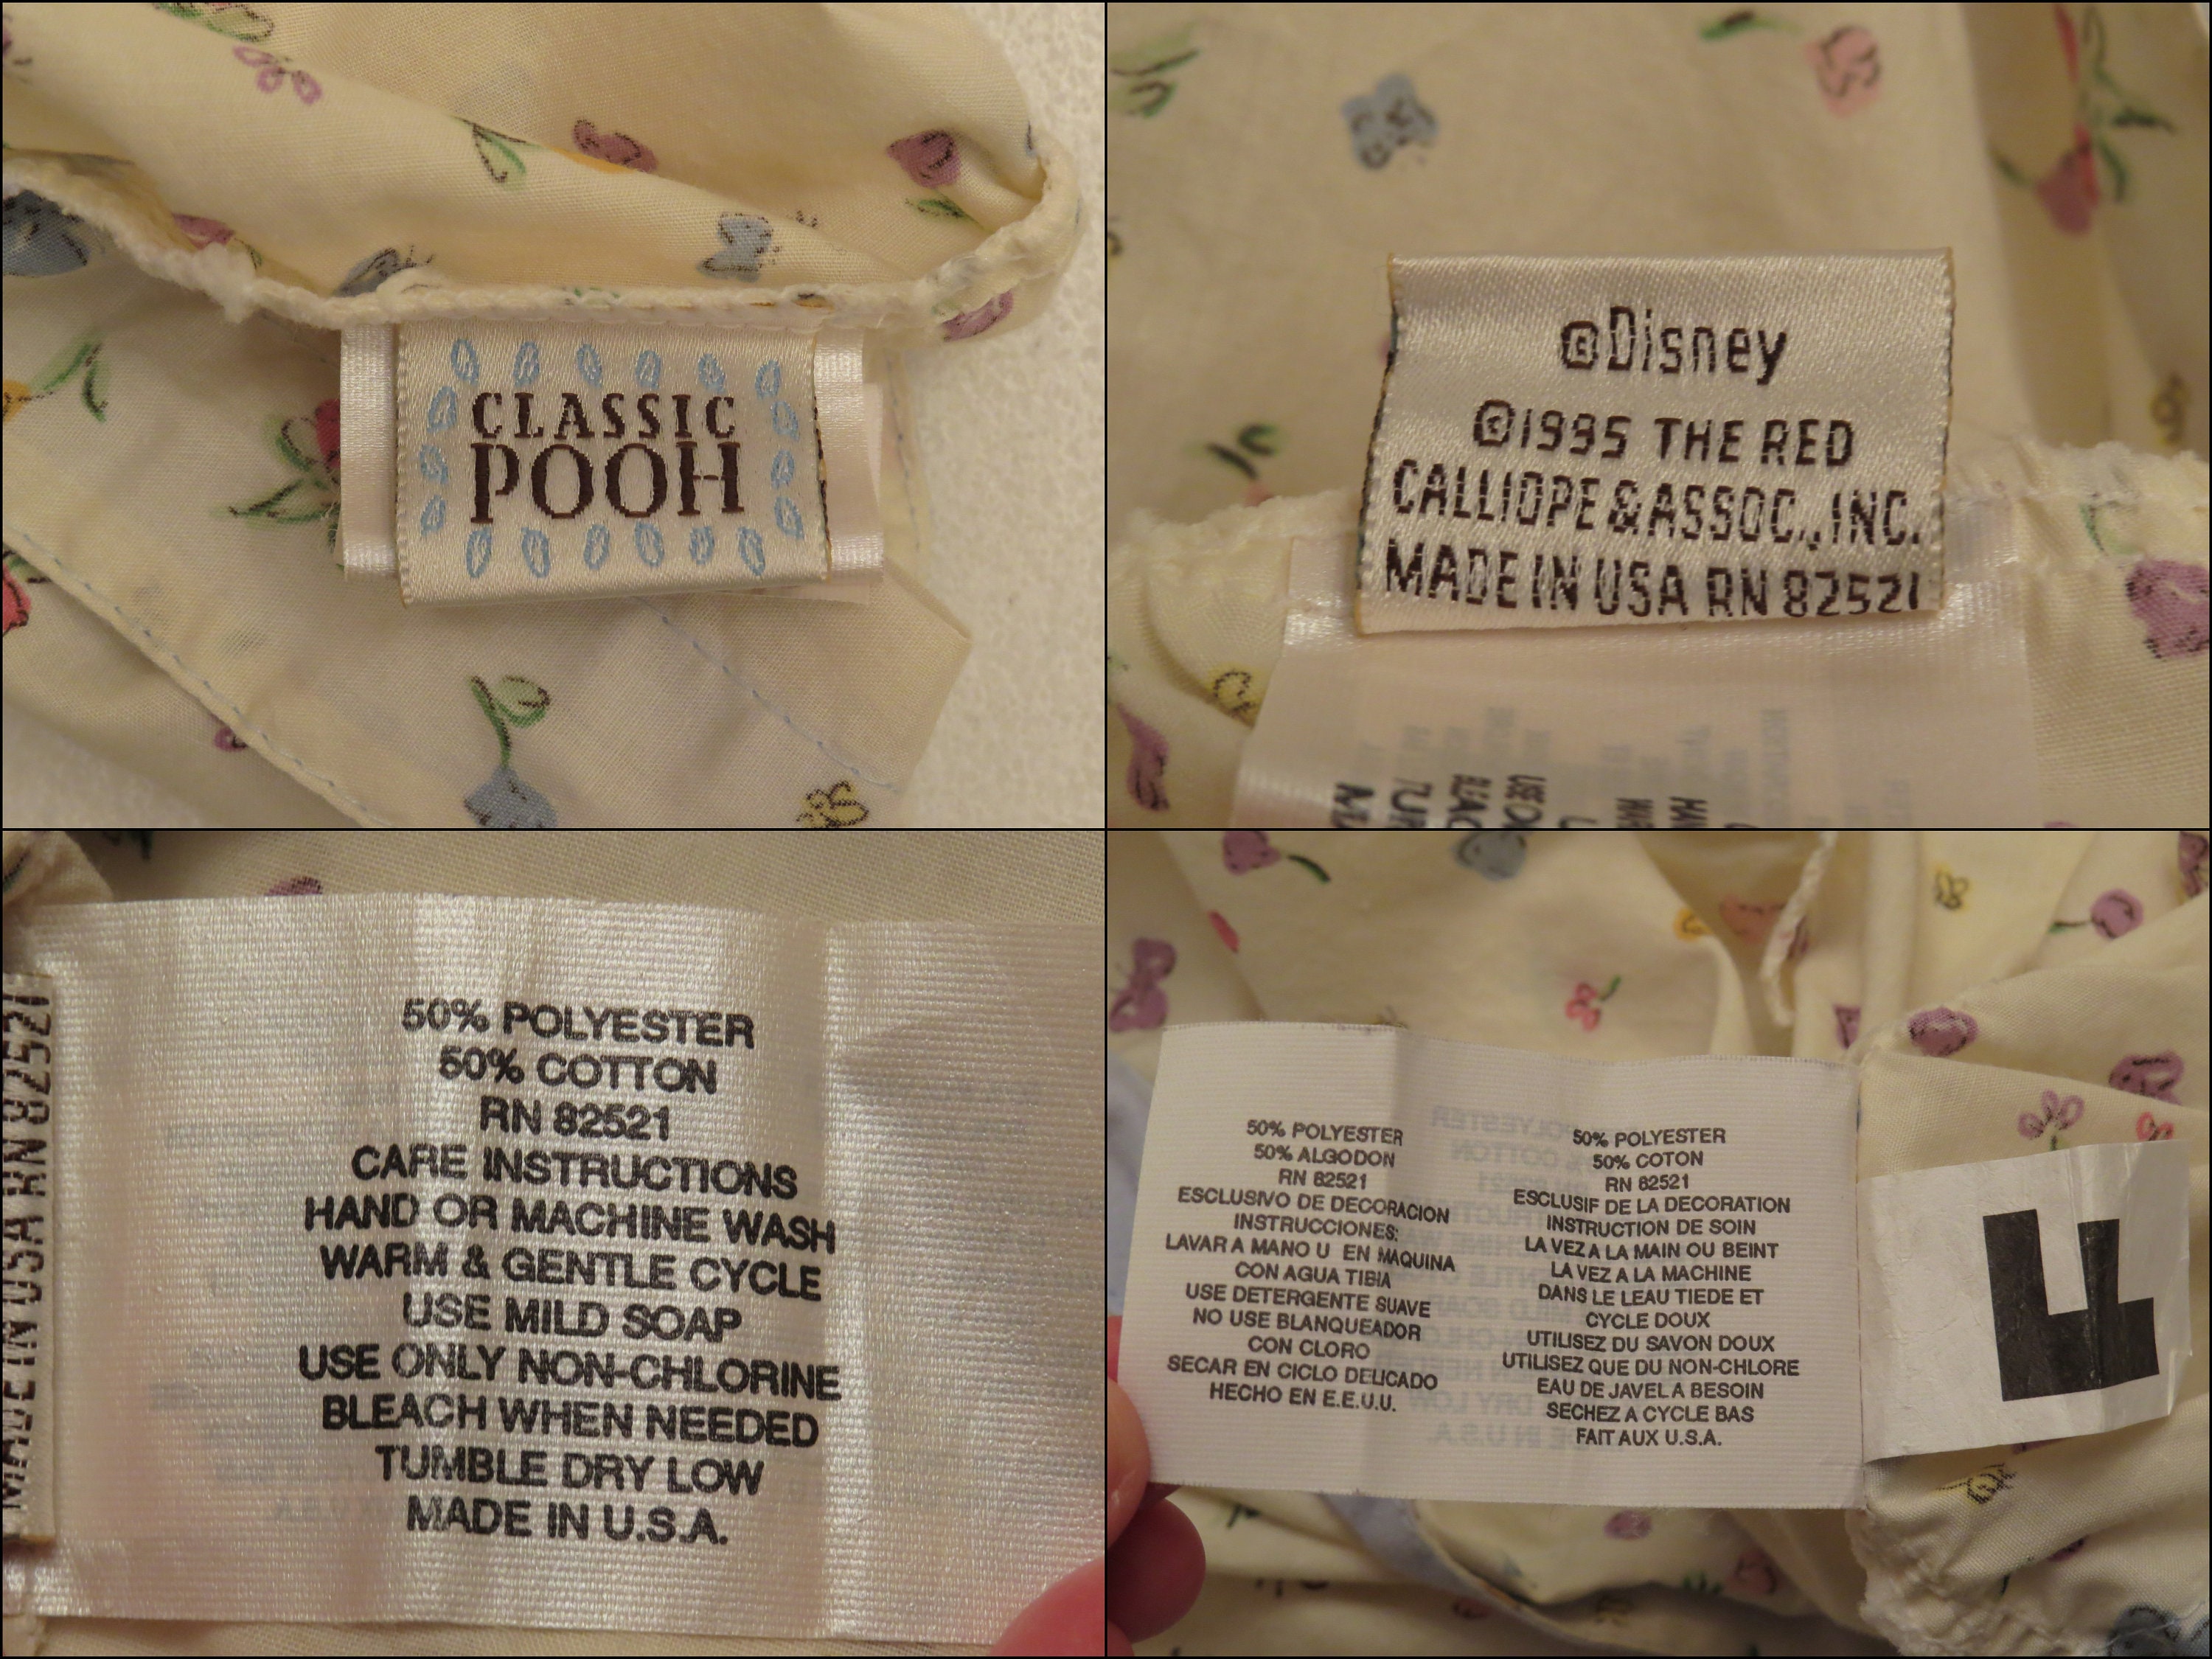 CLASSIC
POOH
©Disney
©1995 THE RED
CALLIOPE & ASSOC., INC.
MADE IN USA RN 82521
MADE IN USA RN 82521
50% POLYESTER
50% COTTON
RN 82521
CARE INSTRUCTIONS
HAND OR MACHINE WASH
WARM & GENTLE CYCLE
USE MILD SOAP
USE ONLY NON-CHLORINE
BLEACH WHEN NEEDED
TUMBLE DRY LOW
MADE IN U.S.A.
50% POLYESTER
50% ALGODON
RN 82521
ESCLUSIVO DE DECORACION
INSTRUCCIONES:
LAVAR A MANO U EN MAQUINA
CON AGUA TIBIA
USE DETERGENTE SUAVE
NO USE BLANQUEADOR
CON CLORO
SECAR EN CICLO DELICADO
HECHO EN E.E.U.U.
50% POLYESTER
50% COTON
RN 82521
ESCLUSIF DE LA DECORATION
INSTRUCTION DE SOIN
LA VEZ A LA MAIN OU BEINT
LA VEZ A LA MACHINE
DANS LE LEAU TIEDE ET
CYCLE DOUX
UTILISEZ DU SAVON DOUX
UTILISEZ QUE DU NON-CHLORE
EAU DE JAVEL A BESOIN
SECHEZ A CYCLE BAS
FAIT AUX U.S.A.
F